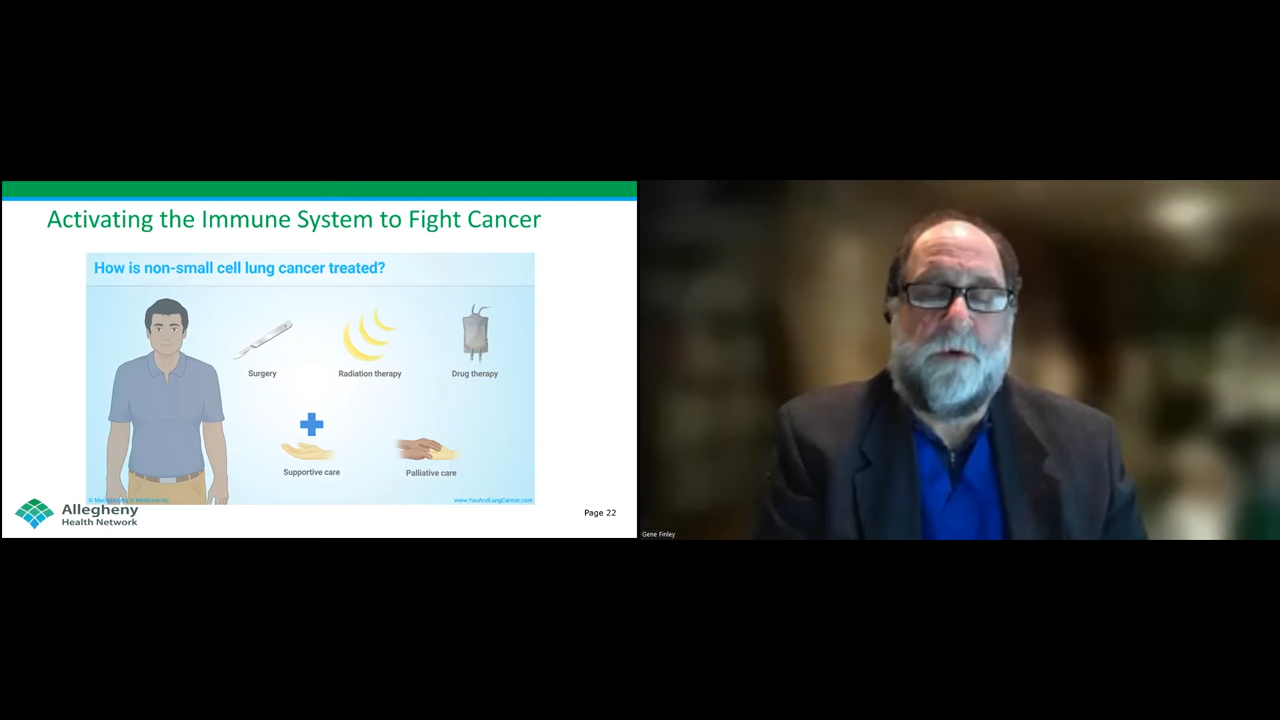 Activating the Immune System to Fight Cancer
How is non-small cell lung cancer treated?
Surgery
Radiation therapy
Drug therapy
Supportive care
Palliative care
www.YouAndLungCancer.com
Allegheny
Health Network
Page 22
Gene Finley